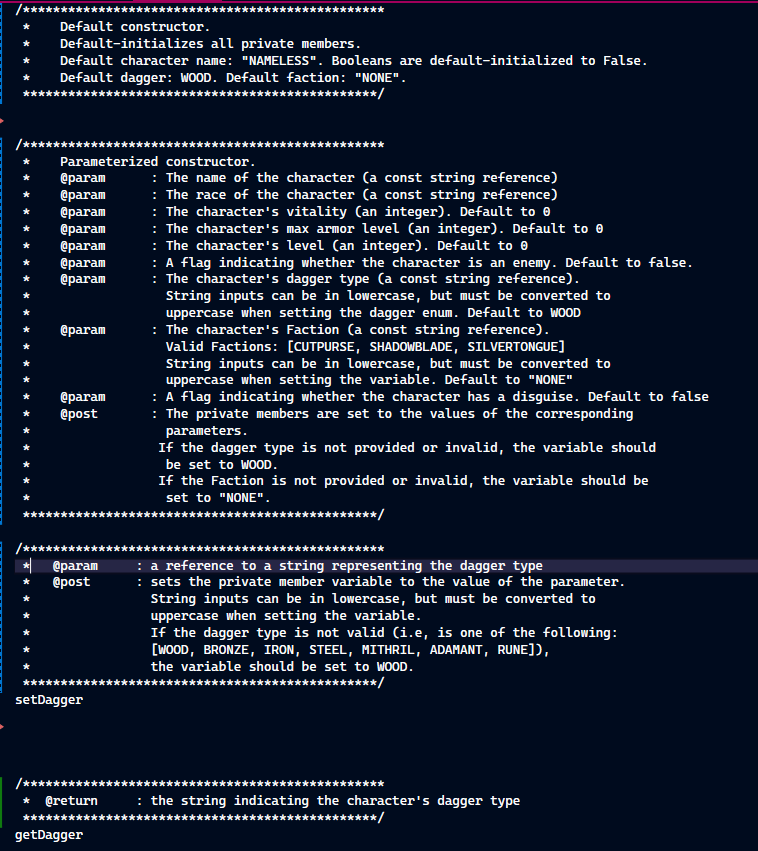 /************************************************
 *    Default constructor.
 *    Default-initializes all private members.
 *    Default character name: "NAMELESS". Booleans are default-initialized to False.
 *    Default dagger: WOOD. Default faction: "NONE".
 ***********************************************/
/************************************************
 *    Parameterized constructor.
 *    @param      : The name of the character (a const string reference)
 *    @param      : The race of the character (a const string reference)
 *    @param      : The character's vitality (an integer). Default to 0
 *    @param      : The character's max armor level (an integer). Default to 0
 *    @param      : The character's level (an integer). Default to 0
 *    @param      : A flag indicating whether the character is an enemy. Default to false.
 *    @param      : The character's dagger type (a const string reference).
 *                  String inputs can be in lowercase, but must be converted to
 *                  uppercase when setting the dagger enum. Default to WOOD
 *    @param      : The character's Faction (a const string reference).
 *                  Valid Factions: [CUTPURSE, SHADOWBLADE, SILVERTONGUE]
 *                  String inputs can be in lowercase, but must be converted to
 *                  uppercase when setting the variable. Default to "NONE"
 *    @param      : A flag indicating whether the character has a disguise. Default to false
 *    @post       : The private members are set to the values of the corresponding
 *                  parameters.
 *                 If the dagger type is not provided or invalid, the variable should
 *                  be set to WOOD.
 *                 If the Faction is not provided or invalid, the variable should be
 *                  set to "NONE".
 ***********************************************/
/************************************************
 *   @param     : a reference to a string representing the dagger type
 *   @post      : sets the private member variable to the value of the parameter.
 *                String inputs can be in lowercase, but must be converted to
 *                uppercase when setting the variable.
 *                If the dagger type is not valid (i.e, is one of the following:
 *                [WOOD, BRONZE, IRON, STEEL, MITHRIL, ADAMANT, RUNE]),
 *                the variable should be set to WOOD.
 ***********************************************/
setDagger
/************************************************
 *  @return     : the string indicating the character's dagger type
 ***********************************************/
getDagger